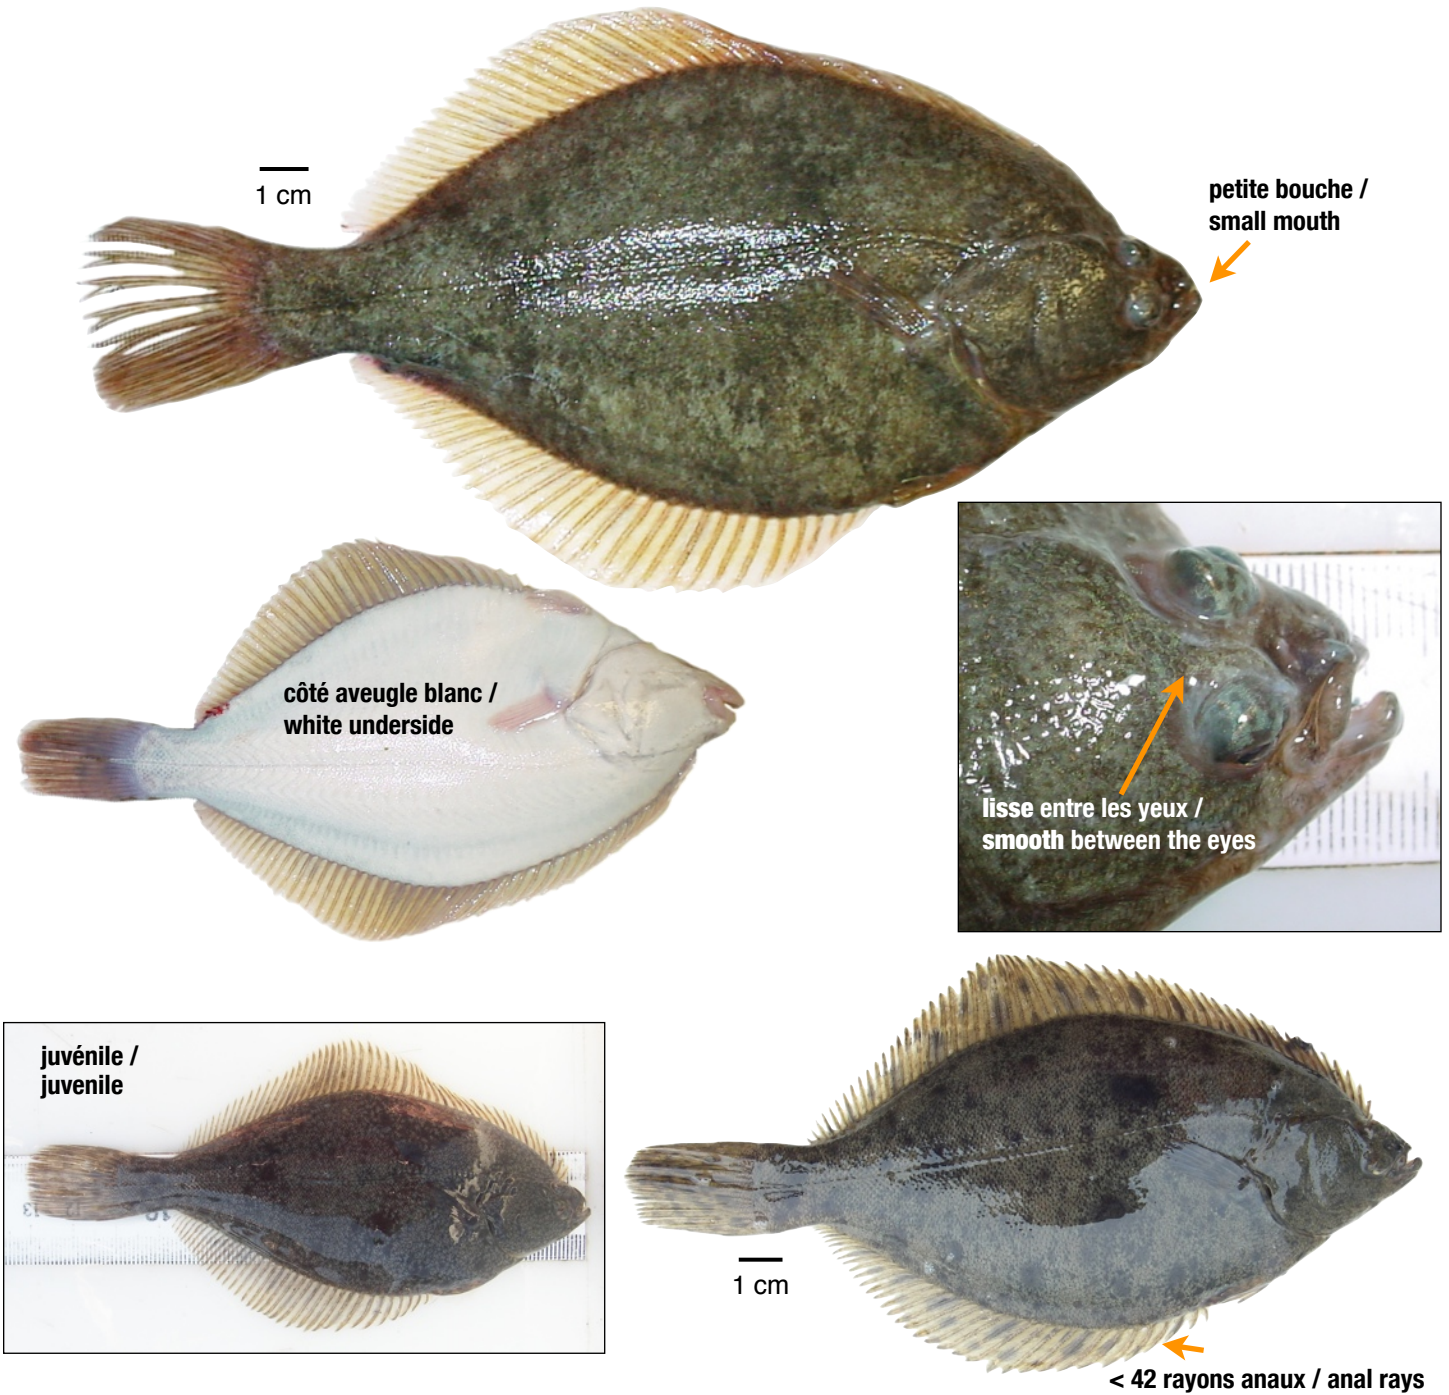 1 cm
petite bouche /
small mouth
côté aveugle blanc /
white underside
lisse entre les yeux /
smooth between the eyes
juvénile /
juvenile
1 cm
< 42 rayons anaux / anal rays